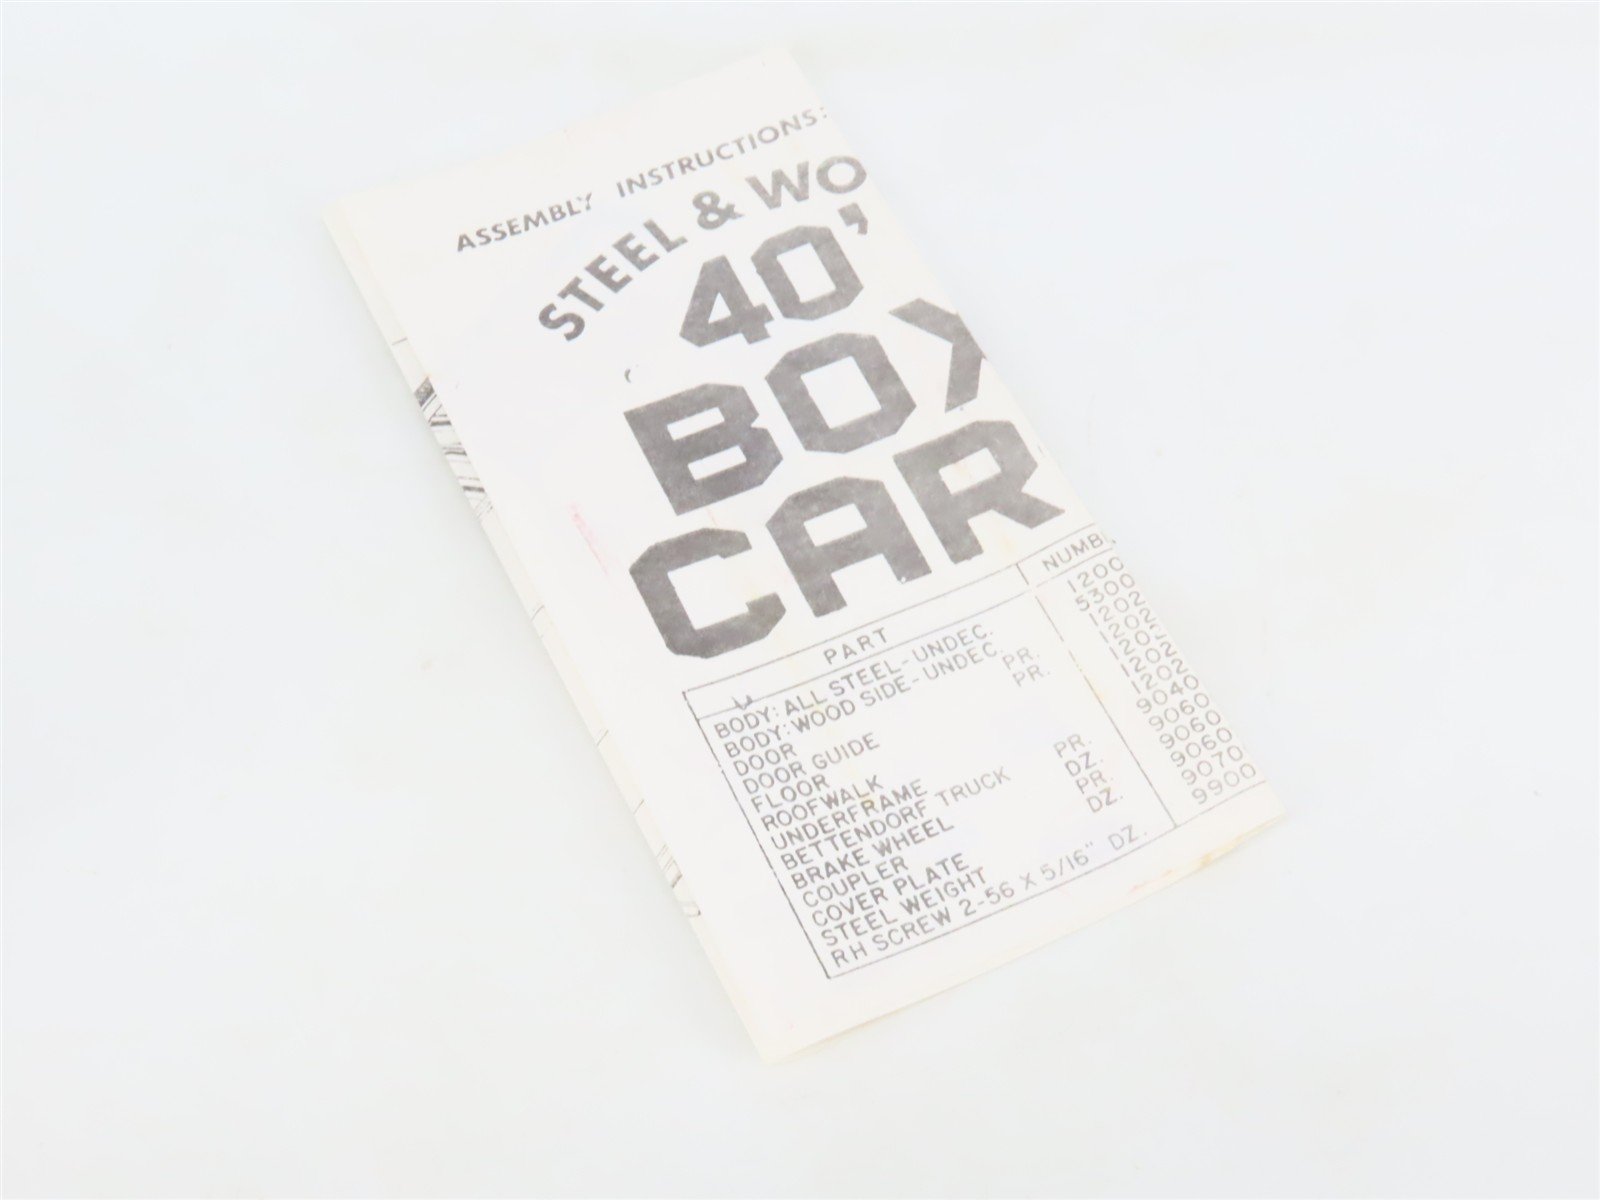 ASSEMBLY INSTRUCTIONS:
STEEL & WO
40'
BOX
CAR
PART NUMB
BODY: ALL STEEL-UNDEC. 1200
BODY: WOOD SIDE-UNDEC. 5300
DOOR PR. 1202
DOOR GUIDE PR. 1202
FLOOR 1202
ROOFWALK 1202
UNDERFRAME 1202
BETTENDORF TRUCK PR. 9040
BRAKE WHEEL DZ. 9060
COUPLER PR. 9060
COVER PLATE DZ. 9060
STEEL WEIGHT 9070
RH SCREW 2-56 X 5/16" DZ. 9900